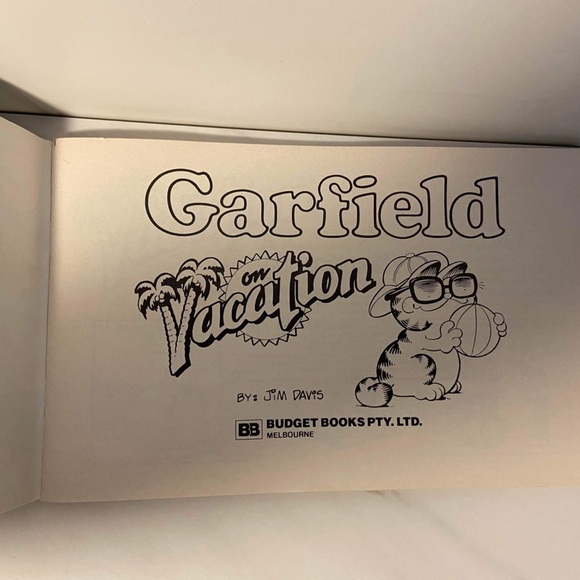 Garfield
on
Vacation
BY: JIM DAVIS
BB BUDGET BOOKS PTY. LTD.
MELBOURNE